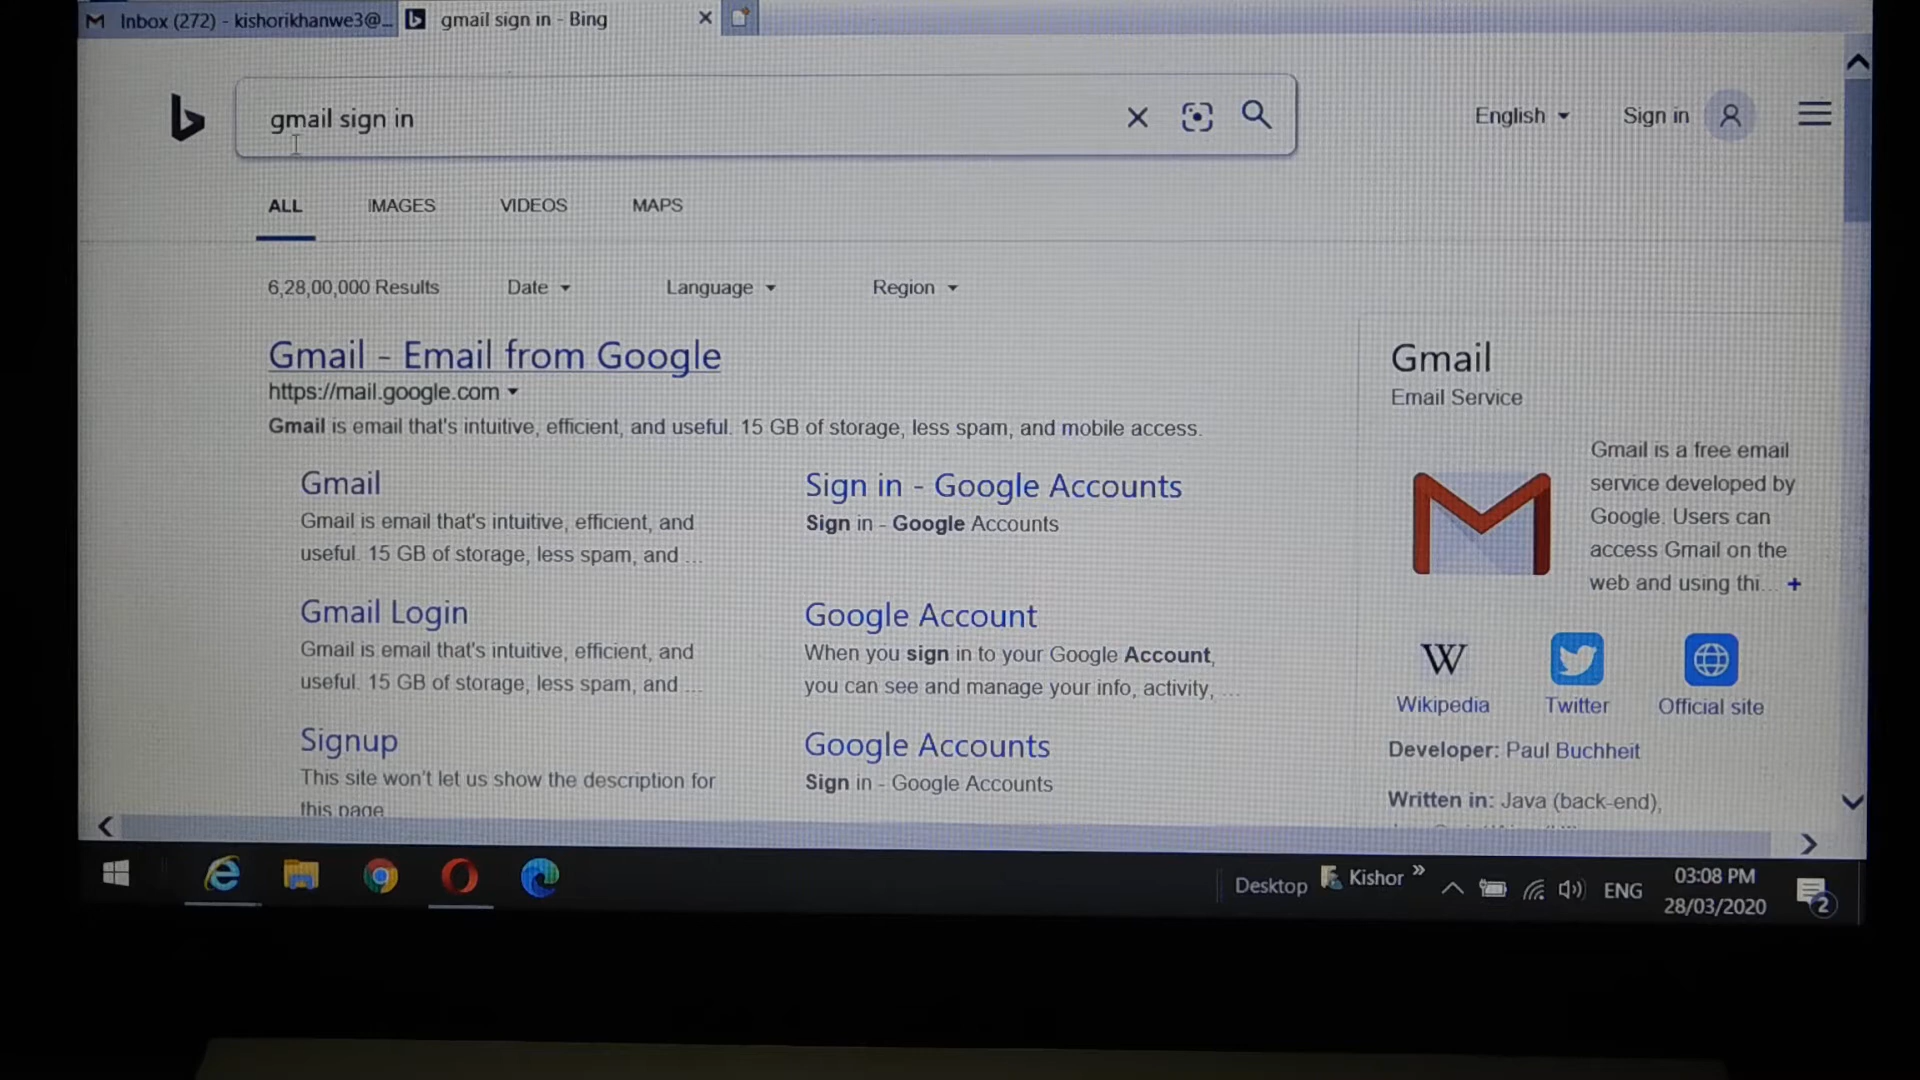 Inbox (272) - kishorikhanwe3@...
gmail sign in - Bing
gmail sign in
English
Sign in
ALL
IMAGES
VIDEOS
MAPS
6,28,00,000 Results
Date
Language
Region
Gmail - Email from Google
https://mail.google.com
Gmail is email that's intuitive, efficient, and useful. 15 GB of storage, less spam, and mobile access.
Gmail
Gmail is email that's intuitive, efficient, and
useful. 15 GB of storage, less spam, and ...
Sign in - Google Accounts
Sign in - Google Accounts
Gmail Login
Gmail is email that's intuitive, efficient, and
useful. 15 GB of storage, less spam, and ...
Google Account
When you sign in to your Google Account,
you can see and manage your info, activity, ...
Signup
This site won't let us show the description for
this page
Google Accounts
Sign in - Google Accounts
Gmail
Email Service
Gmail is a free email
service developed by
Google. Users can
access Gmail on the
web and using thi... +
W
Wikipedia
Twitter
Official site
Developer: Paul Buchheit
Written in: Java (back-end),
Desktop
Kishor
ENG
03:08 PM
28/03/2020
2